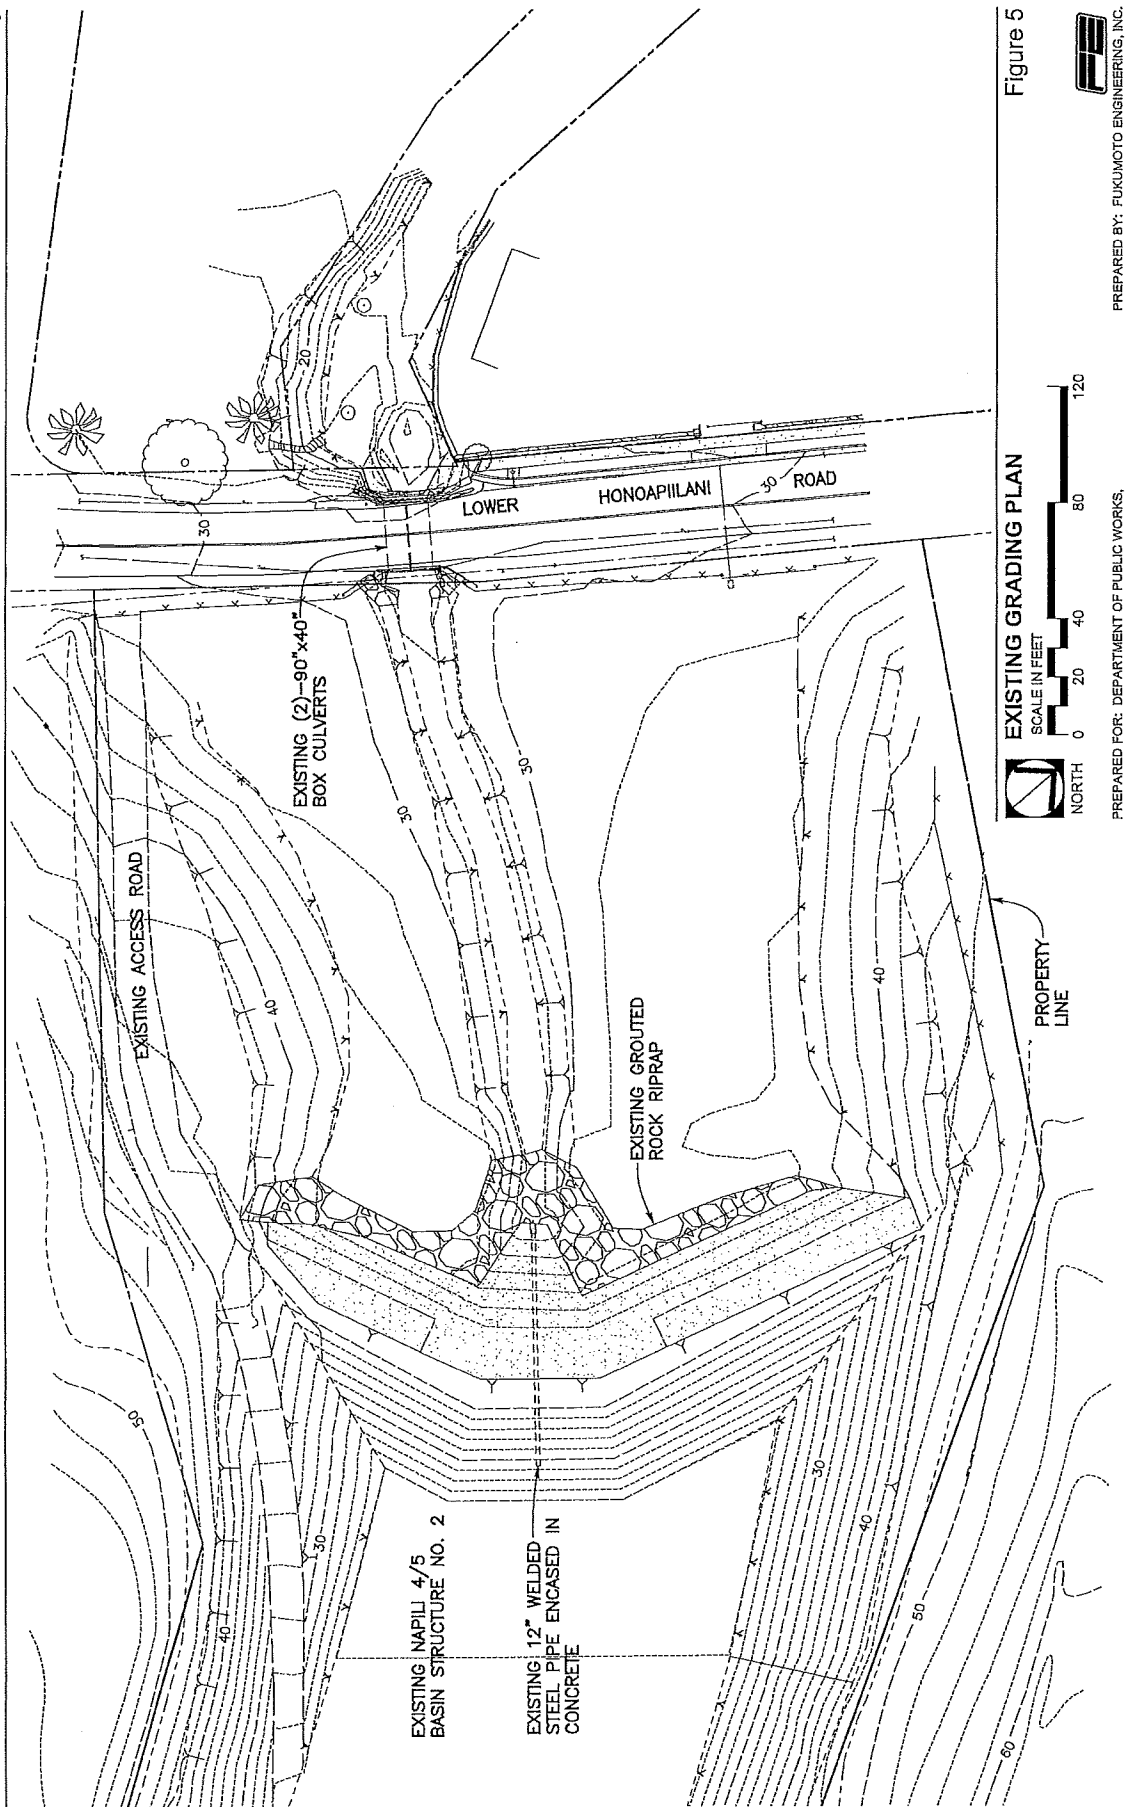 EXISTING NAPILI 4/5
BASIN STRUCTURE NO. 2
EXISTING 12" WELDED
STEEL PIPE ENCASED IN
CONCRETE
EXISTING ACCESS ROAD
EXISTING (2)-90"x40"
BOX CULVERTS
EXISTING GROUTED
ROCK RIPRAP
PROPERTY
LINE
LOWER HONOAPIILANI ROAD
50
40
30
40
30
30
30
20
30
40
30
40
50
60
NORTH
EXISTING GRADING PLAN
SCALE IN FEET
0 20 40 80 120
Figure 5
PREPARED FOR: DEPARTMENT OF PUBLIC WORKS,
PREPARED BY: FUKUMOTO ENGINEERING, INC.
FE